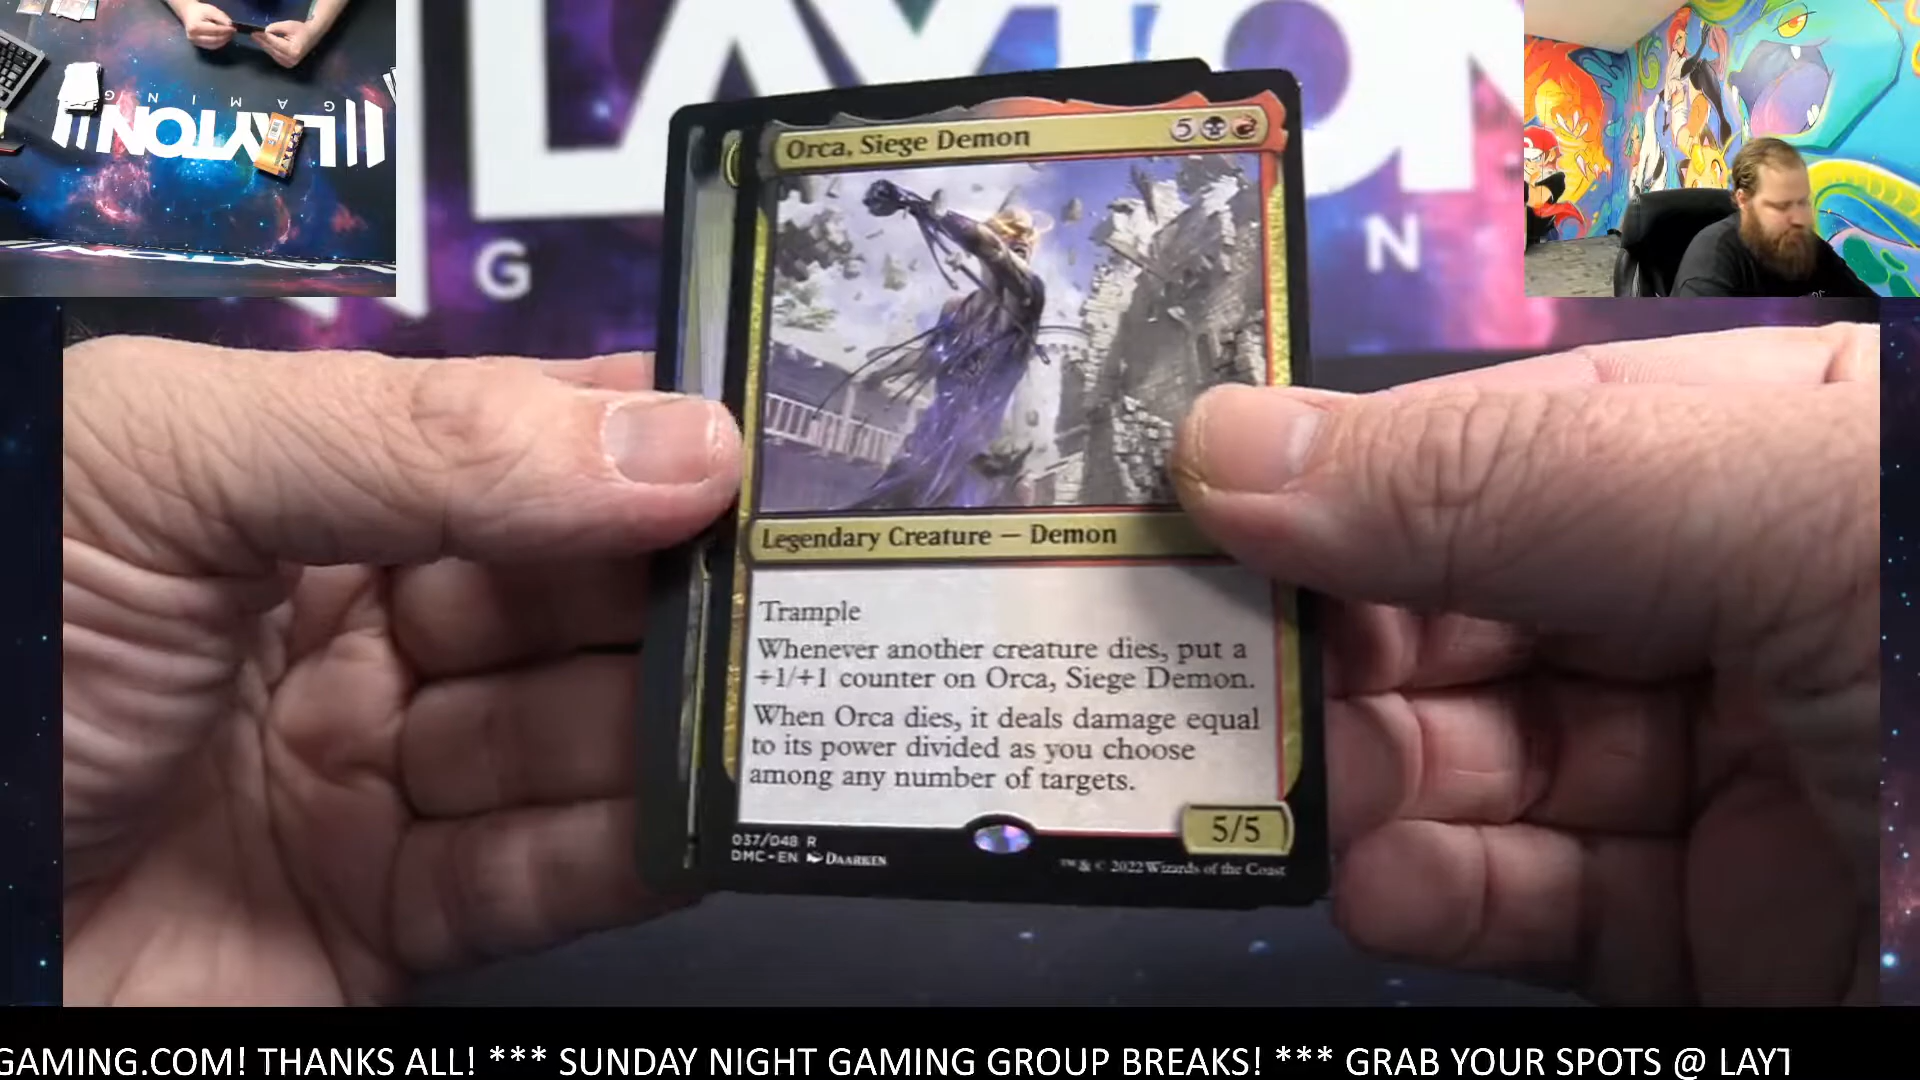 LAYTON
G N
GAMING
LAYTON
Orca, Siege Demon 5
Legendary Creature — Demon
Trample
Whenever another creature dies, put a
+1/+1 counter on Orca, Siege Demon.
When Orca dies, it deals damage equal
to its power divided as you choose
among any number of targets.
5/5
037/048 R
DMC • EN DAARKEN
™ & © 2022 Wizards of the Coast
GAMING.COM! THANKS ALL! *** SUNDAY NIGHT GAMING GROUP BREAKS! *** GRAB YOUR SPOTS @ LAYT